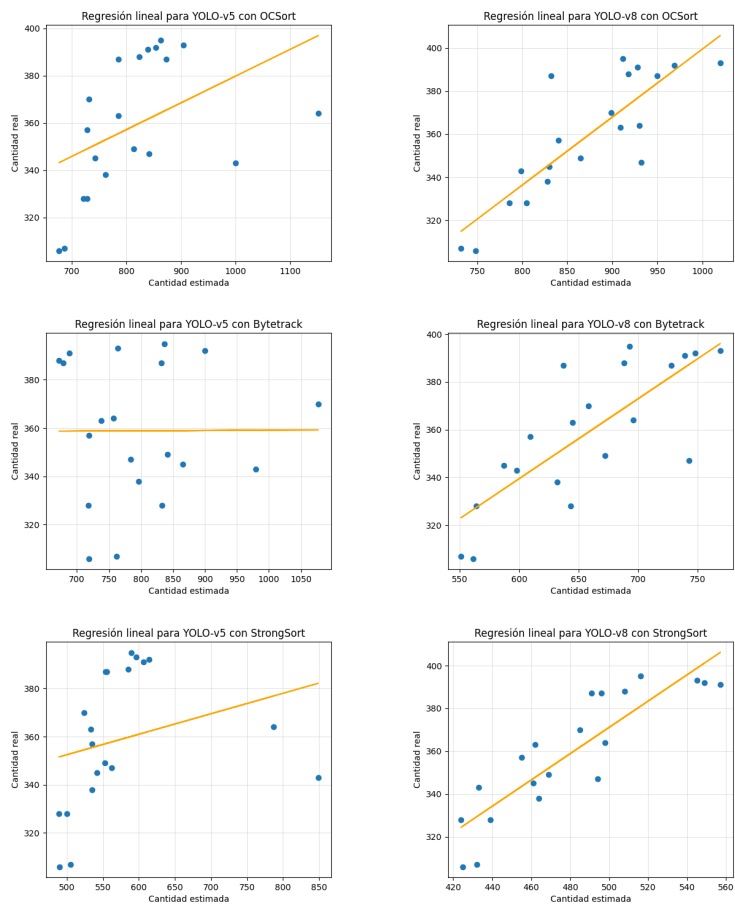 Regresión lineal para YOLO-v5 con OCSort
Cantidad real
400
380
360
340
320
700 800 900 1000 1100
Cantidad estimada
Regresión lineal para YOLO-v8 con OCSort
Cantidad real
400
380
360
340
320
750 800 850 900 950 1000
Cantidad estimada
Regresión lineal para YOLO-v5 con Bytetrack
Cantidad real
380
360
340
320
700 750 800 850 900 950 1000 1050
Cantidad estimada
Regresión lineal para YOLO-v8 con Bytetrack
Cantidad real
400
380
360
340
320
550 600 650 700 750
Cantidad estimada
Regresión lineal para YOLO-v5 con StrongSort
Cantidad real
380
360
340
320
500 550 600 650 700 750 800 850
Cantidad estimada
Regresión lineal para YOLO-v8 con StrongSort
Cantidad real
400
380
360
340
320
420 440 460 480 500 520 540 560
Cantidad estimada